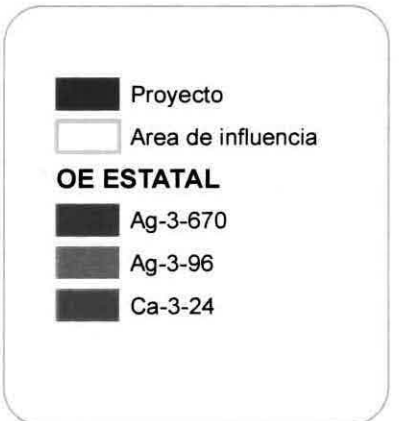 Proyecto
Area de influencia
OE ESTATAL
Ag-3-670
Ag-3-96
Ca-3-24